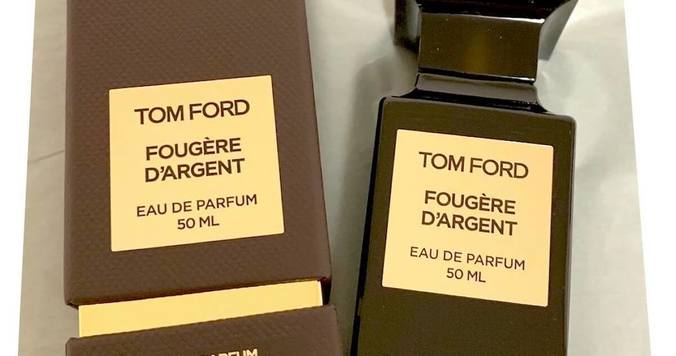 TOM FORD
FOUGÈRE
D'ARGENT
EAU DE PARFUM
50 ML
TOM FORD
FOUGÈRE
D'ARGENT
EAU DE PARFUM
50 ML